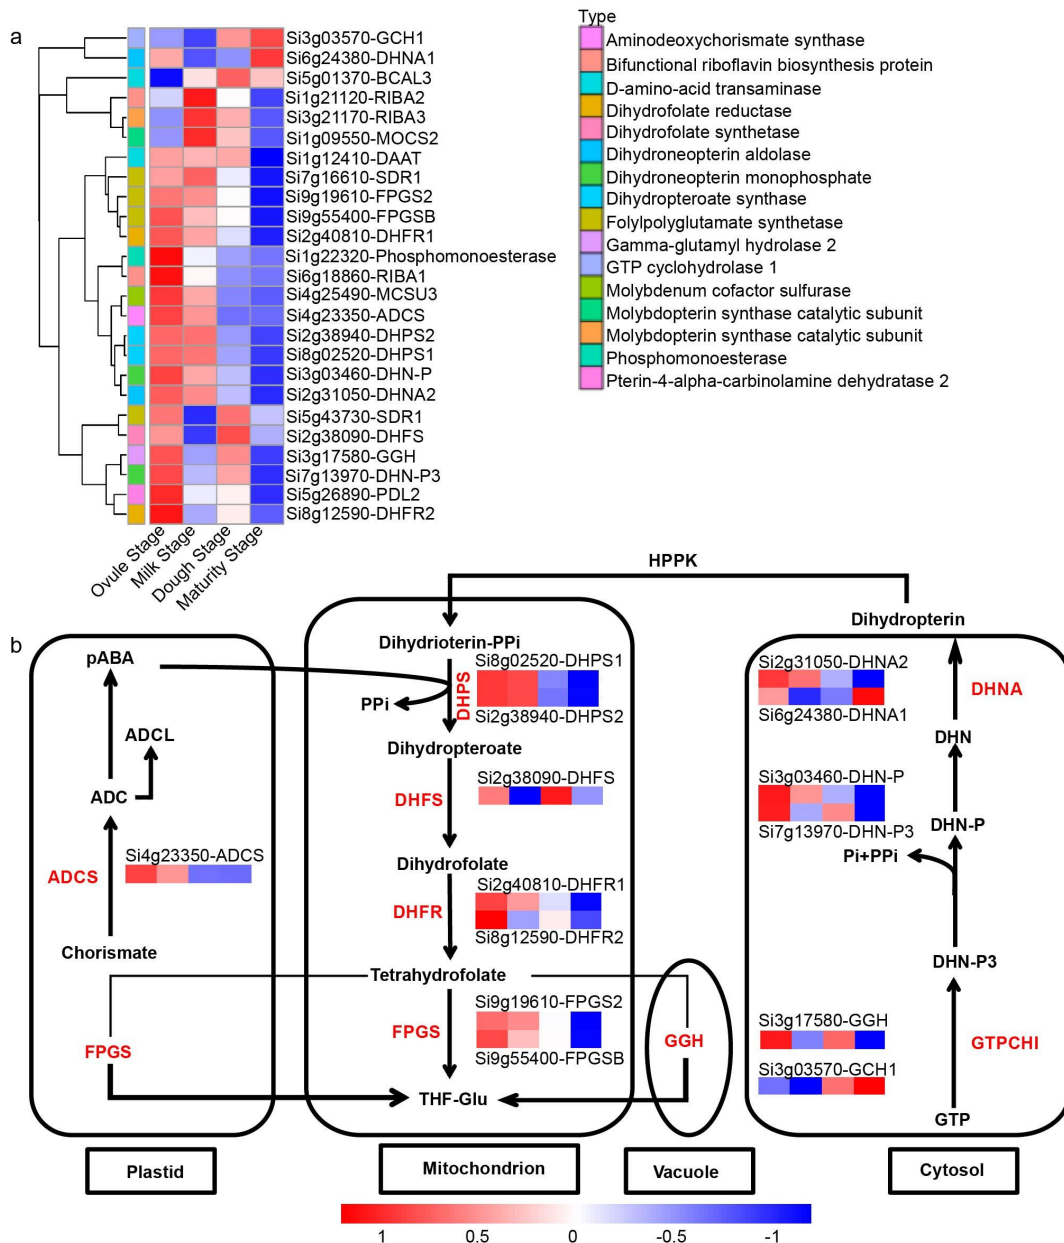 a
Si3g03570-GCH1
Si6g24380-DHNA1
Si5g01370-BCAL3
Si1g21120-RIBA2
Si3g21170-RIBA3
Si1g09550-MOCS2
Si1g12410-DAAT
Si7g16610-SDR1
Si9g19610-FPGS2
Si9g55400-FPGSB
Si2g40810-DHFR1
Si1g22320-Phosphomonoesterase
Si6g18860-RIBA1
Si4g25490-MCSU3
Si4g23350-ADCS
Si2g38940-DHPS2
Si8g02520-DHPS1
Si3g03460-DHN-P
Si2g31050-DHNA2
Si5g43730-SDR1
Si2g38090-DHFS
Si3g17580-GGH
Si7g13970-DHN-P3
Si5g26890-PDL2
Si8g12590-DHFR2
Ovule Stage
Milk Stage
Dough Stage
Maturity Stage
Type
Aminodeoxychorismate synthase
Bifunctional riboflavin biosynthesis protein
D-amino-acid transaminase
Dihydrofolate reductase
Dihydrofolate synthetase
Dihydroneopterin aldolase
Dihydroneopterin monophosphate
Dihydropteroate synthase
Folylpolyglutamate synthetase
Gamma-glutamyl hydrolase 2
GTP cyclohydrolase 1
Molybdenum cofactor sulfurase
Molybdopterin synthase catalytic subunit
Molybdopterin synthase catalytic subunit
Phosphomonoesterase
Pterin-4-alpha-carbinolamine dehydratase 2
b
HPPK
pABA
ADCL
ADC
Si4g23350-ADCS
ADCS
Chorismate
FPGS
Plastid
Dihydrioterin-PPi
Si8g02520-DHPS1
DHPS
PPi
Si2g38940-DHPS2
Dihydropteroate
Si2g38090-DHFS
DHFS
Dihydrofolate
Si2g40810-DHFR1
DHFR
Si8g12590-DHFR2
Tetrahydrofolate
Si9g19610-FPGS2
FPGS
Si9g55400-FPGSB
THF-Glu
Mitochondrion
GGH
Vacuole
Dihydropterin
Si2g31050-DHNA2
DHNA
Si6g24380-DHNA1
DHN
Si3g03460-DHN-P
DHN-P
Si7g13970-DHN-P3
Pi+PPi
DHN-P3
Si3g17580-GGH
GTPCHI
Si3g03570-GCH1
GTP
Cytosol
1
0.5
0
-0.5
-1